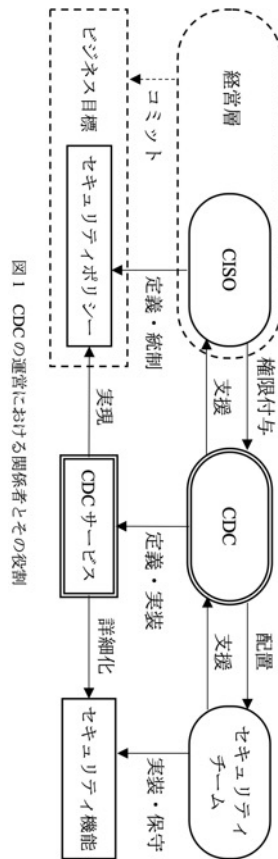 経営層
CISO
権限付与
支援
CDC
配置
支援
セキュリティ
チーム
コミット
定義・統制
定義・実装
実装・保守
ビジネス目標
セキュリティポリシー
実現
CDC サービス
詳細化
セキュリティ機能
図 1 CDC の運営における関係者とその役割